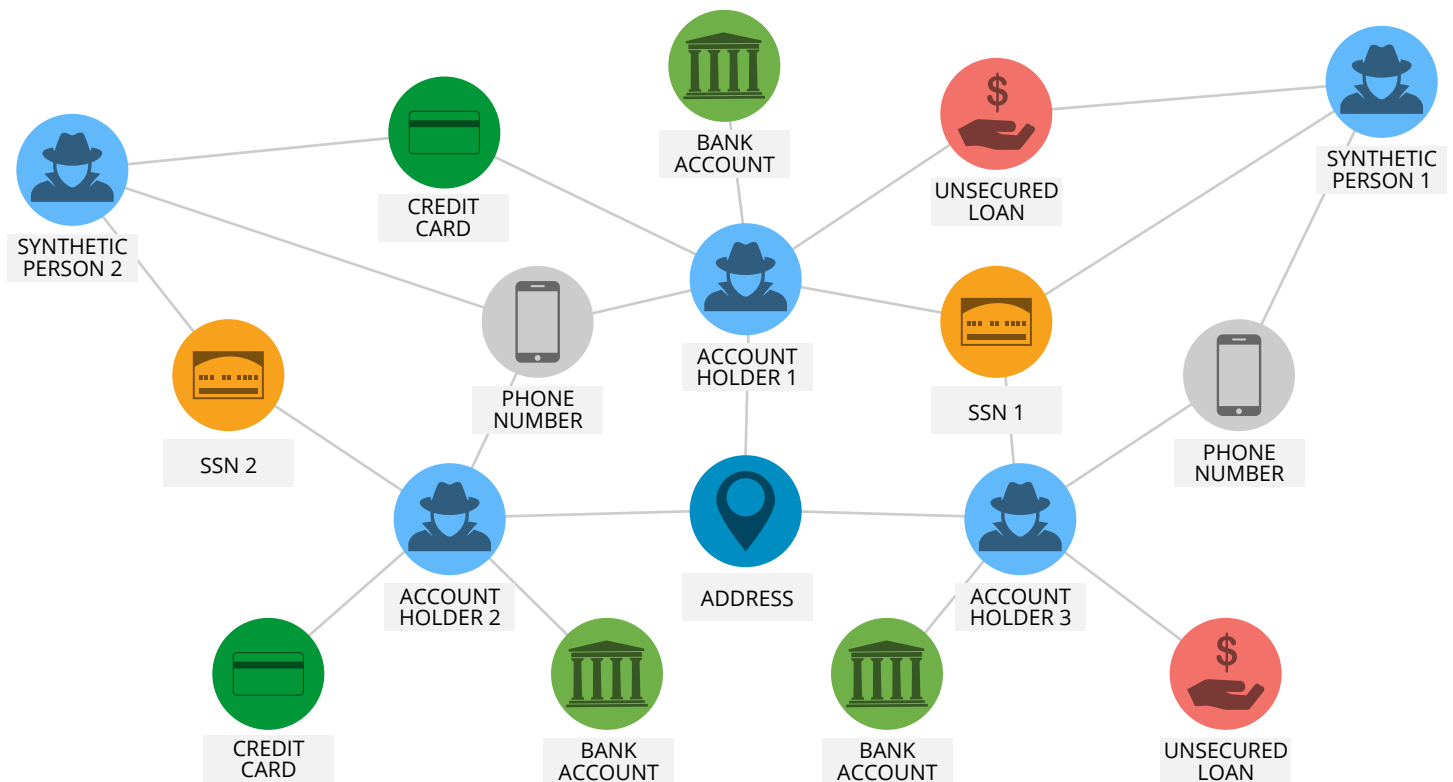 BANK
ACCOUNT
SYNTHETIC
PERSON 1
$
UNSECURED
LOAN
CREDIT
CARD
SYNTHETIC
PERSON 2
ACCOUNT
HOLDER 1
PHONE
NUMBER
SSN 1
PHONE
NUMBER
SSN 2
ACCOUNT
HOLDER 2
ADDRESS
ACCOUNT
HOLDER 3
$
CREDIT
CARD
BANK
ACCOUNT
BANK
ACCOUNT
UNSECURED
LOAN